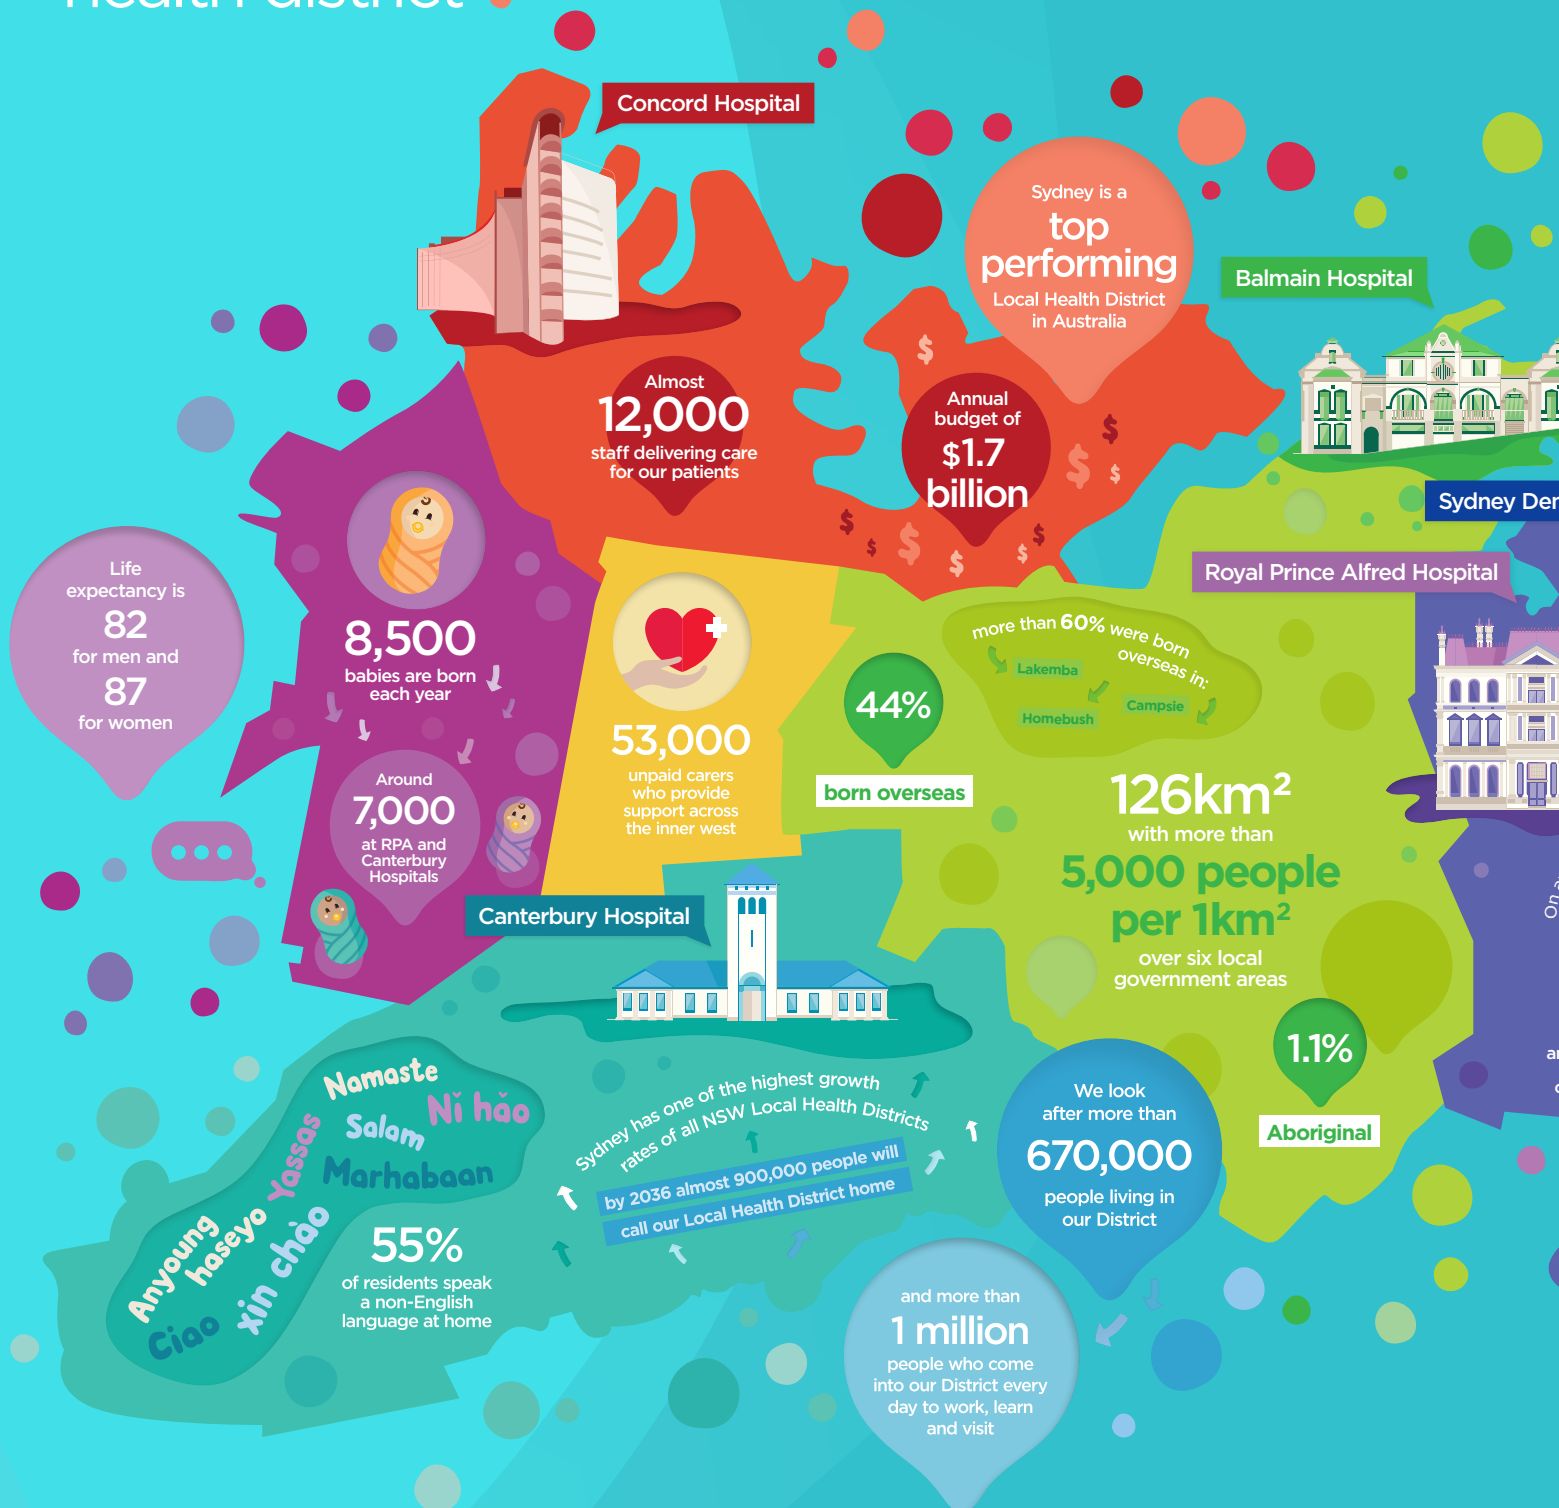 health district
Concord Hospital
Sydney is a
top
performing
Local Health District
in Australia
Balmain Hospital
Almost
12,000
staff delivering care
for our patients
Annual
budget of
$1.7
billion
Royal Prince Alfred Hospital
Life
expectancy is
82
for men and
87
for women
8,500
babies are born
each year
Around
7,000
at RPA and
Canterbury
Hospitals
53,000
unpaid carers
who provide
support across
the inner west
44%
born overseas
more than 60% were born
overseas in:
Lakemba
Campsie
Homebush
126km²
with more than
5,000 people
per 1km²
over six local
government areas
1.1%
Aboriginal
Canterbury Hospital
Namaste
Ni hăo
Salam
Yassas
Marhabaan
Anyoung
haseyo
xin chào
Ciao
55%
of residents speak
a non-English
language at home
Sydney has one of the highest growth
rates of all NSW Local Health Districts
by 2036 almost 900,000 people will
call our Local Health District home
We look
after more than
670,000
people living in
our District
and more than
1 million
people who come
into our District every
day to work, learn
and visit
Sydney
On